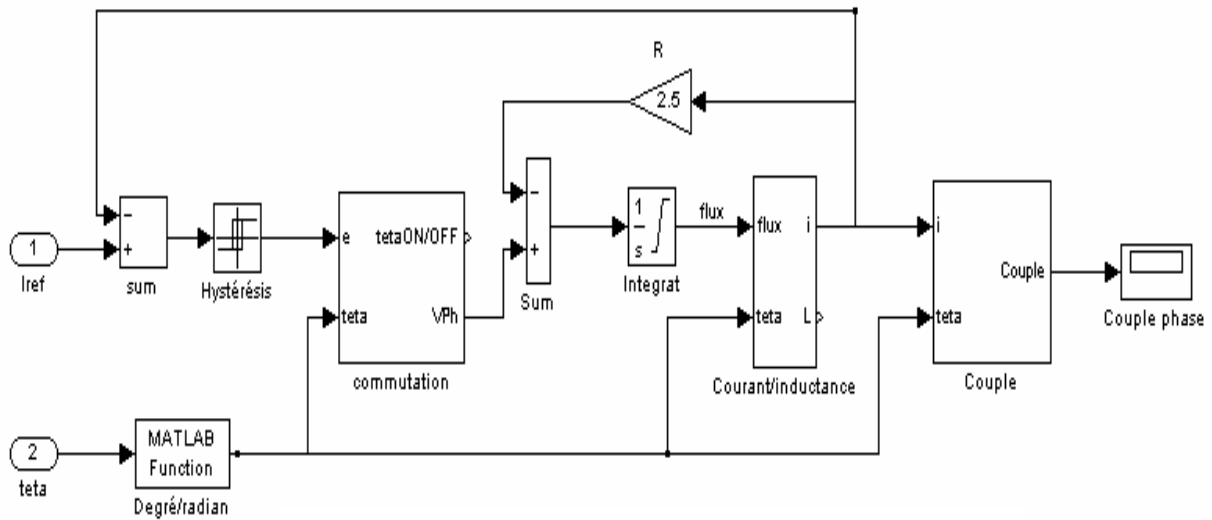 R
2.5
−
+
1
Iref
sum
Hystérésis
e
tetaON/OFF
teta
VPh
commutation
−
+
Sum
1
s
Integrat
flux
flux
i
teta
L
Courant/inductance
i
Couple
teta
Couple
Couple phase
2
teta
MATLAB
Function
Degré/radian